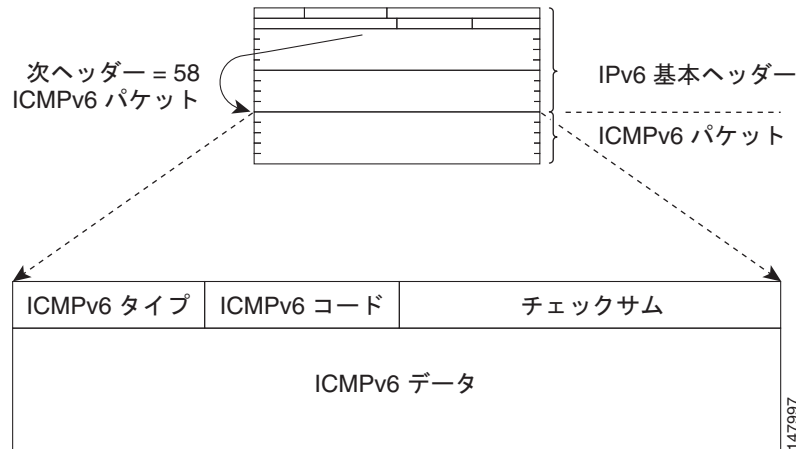 次ヘッダー = 58
ICMPv6 パケット
IPv6 基本ヘッダー
ICMPv6 パケット
ICMPv6 タイプ
ICMPv6 コード
チェックサム
ICMPv6 データ
147997